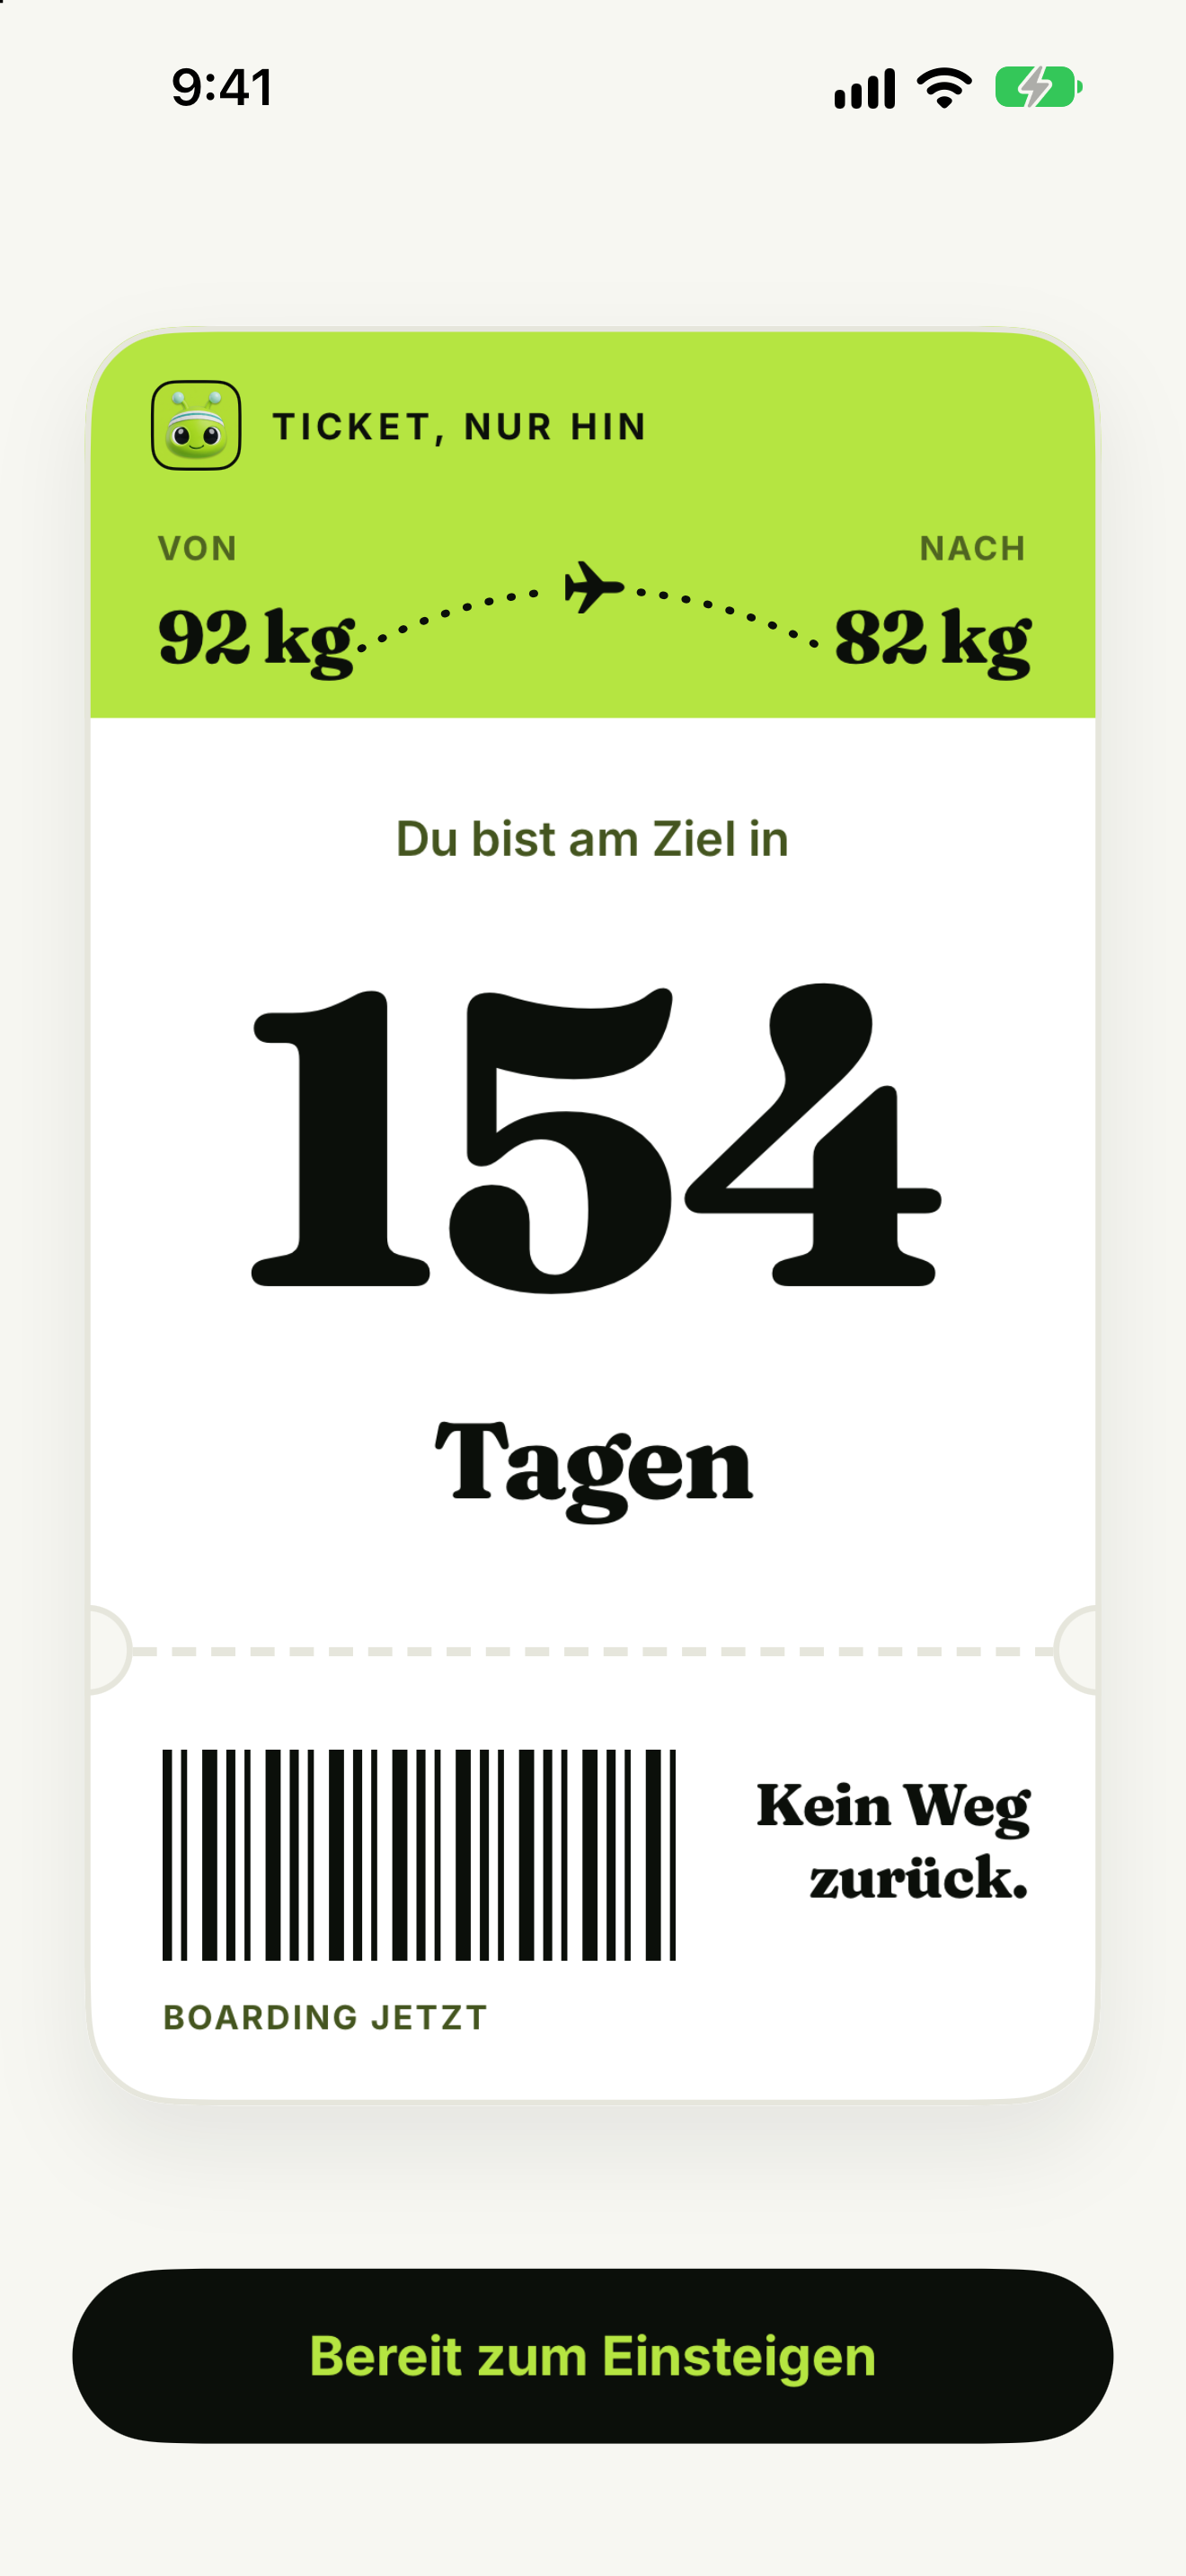 9:41
TICKET, NUR HIN
VON
NACH
92 kg
82 kg
Du bist am Ziel in
154
Tagen
Kein Weg
zurück.
BOARDING JETZT
Bereit zum Einsteigen